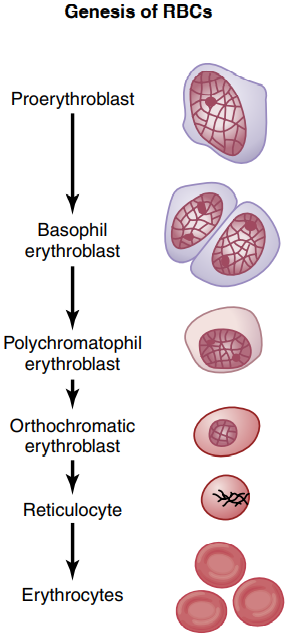 Genesis of RBCs
Proerythroblast
Basophil
erythroblast
Polychromatophil
erythroblast
Orthochromatic
erythroblast
Reticulocyte
Erythrocytes